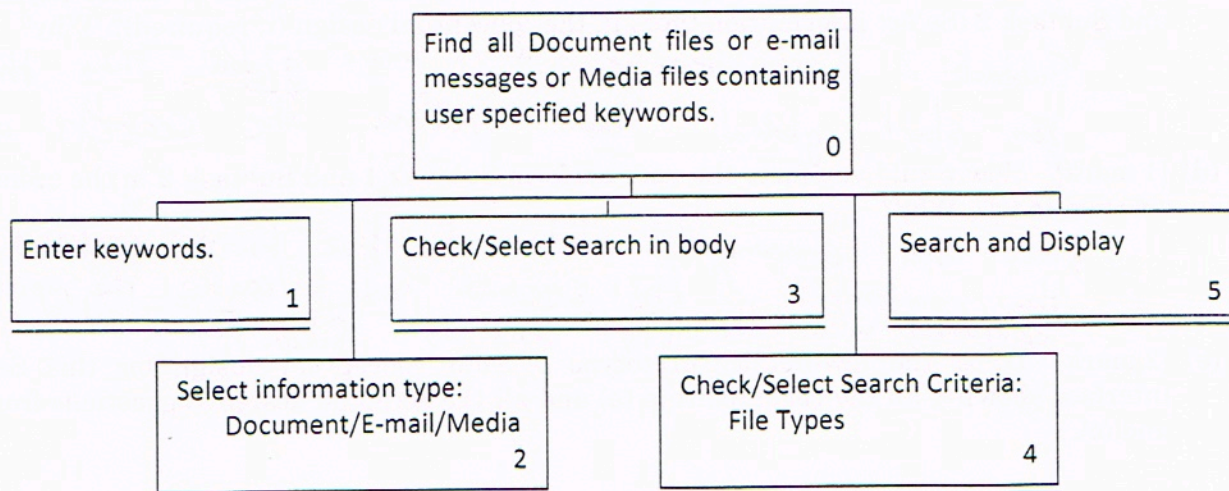 Find all Document files or e-mail
messages or Media files containing
user specified keywords.
0
Enter keywords.
1
Check/Select Search in body
3
Search and Display
5
Select information type:
Document/E-mail/Media
2
Check/Select Search Criteria:
File Types
4